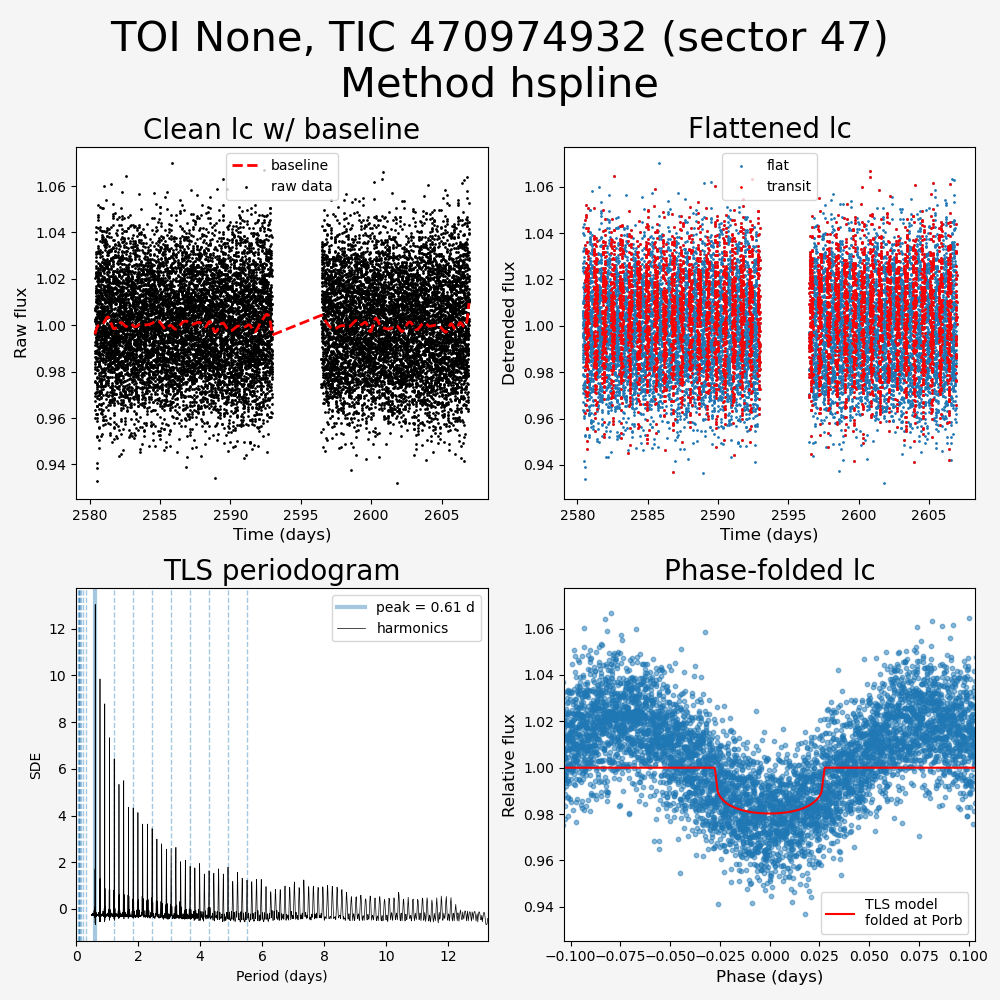 TOI None, TIC 470974932 (sector 47)
Method hspline
Clean lc w/ baseline
Flattened lc
baseline
raw data
flat
transit
1.06
1.04
1.02
1.00
0.98
0.96
0.94
Raw flux
2580
2585
2590
2595
2600
2605
Time (days)
1.06
1.04
1.02
1.00
0.98
0.96
0.94
Detrended flux
2580
2585
2590
2595
2600
2605
Time (days)
TLS periodogram
Phase-folded lc
peak = 0.61 d
harmonics
12
10
8
6
4
2
0
SDE
0
2
4
6
8
10
12
Period (days)
1.06
1.04
1.02
1.00
0.98
0.96
0.94
Relative flux
TLS model
folded at Porb
−0.100
−0.075
−0.050
−0.025
0.000
0.025
0.050
0.075
0.100
Phase (days)